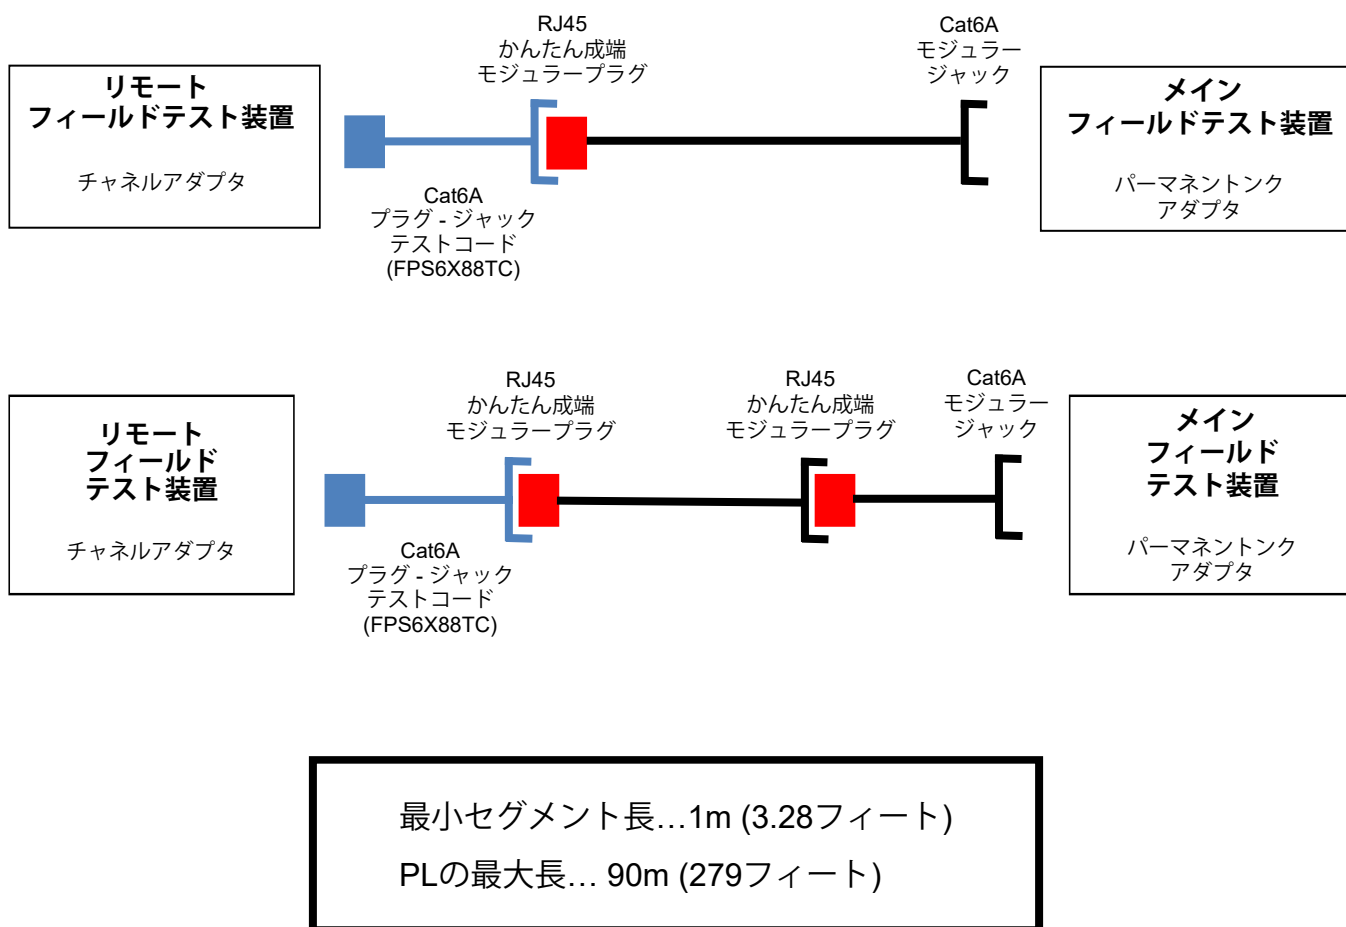 リモート
フィールドテスト装置
チャネルアダプタ
RJ45
かんたん成端
モジュラープラグ
Cat6A
プラグ - ジャック
テストコード
(FPS6X88TC)
Cat6A
モジュラー
ジャック
メイン
フィールドテスト装置
パーマネントンク
アダプタ
リモート
フィールド
テスト装置
チャネルアダプタ
RJ45
かんたん成端
モジュラープラグ
Cat6A
プラグ - ジャック
テストコード
(FPS6X88TC)
RJ45
かんたん成端
モジュラープラグ
Cat6A
モジュラー
ジャック
メイン
フィールド
テスト装置
パーマネントンク
アダプタ
最小セグメント長...1m (3.28フィート)
PLの最大長... 90m (279フィート)